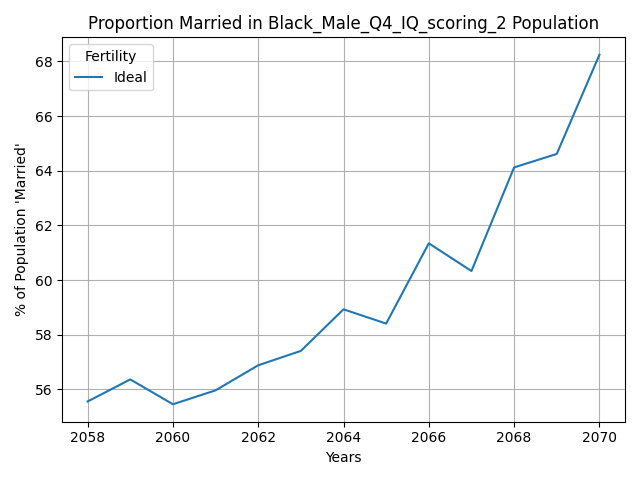 Proportion Married in Black_Male_Q4_IQ_scoring_2 Population
Fertility
Ideal
% of Population 'Married'
68
66
64
62
60
58
56
2058 2060 2062 2064 2066 2068 2070
Years